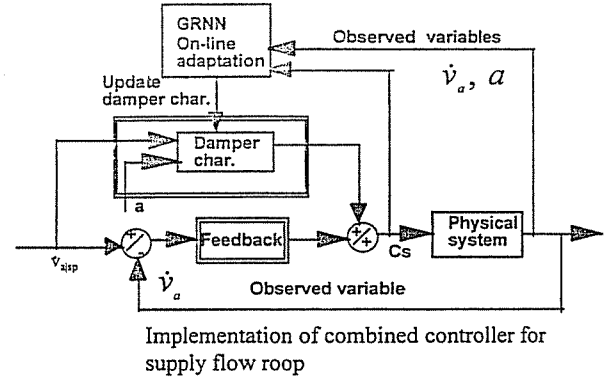 GRNN
On-line
adaptation
Observed variables
v̇ₐ, a
Update
damper char.
Damper
char.
a
+
-
Feedback
+
+
Cs
Physical
system
v̇ₐ|sp
v̇ₐ
Observed variable
Implementation of combined controller for
supply flow roop